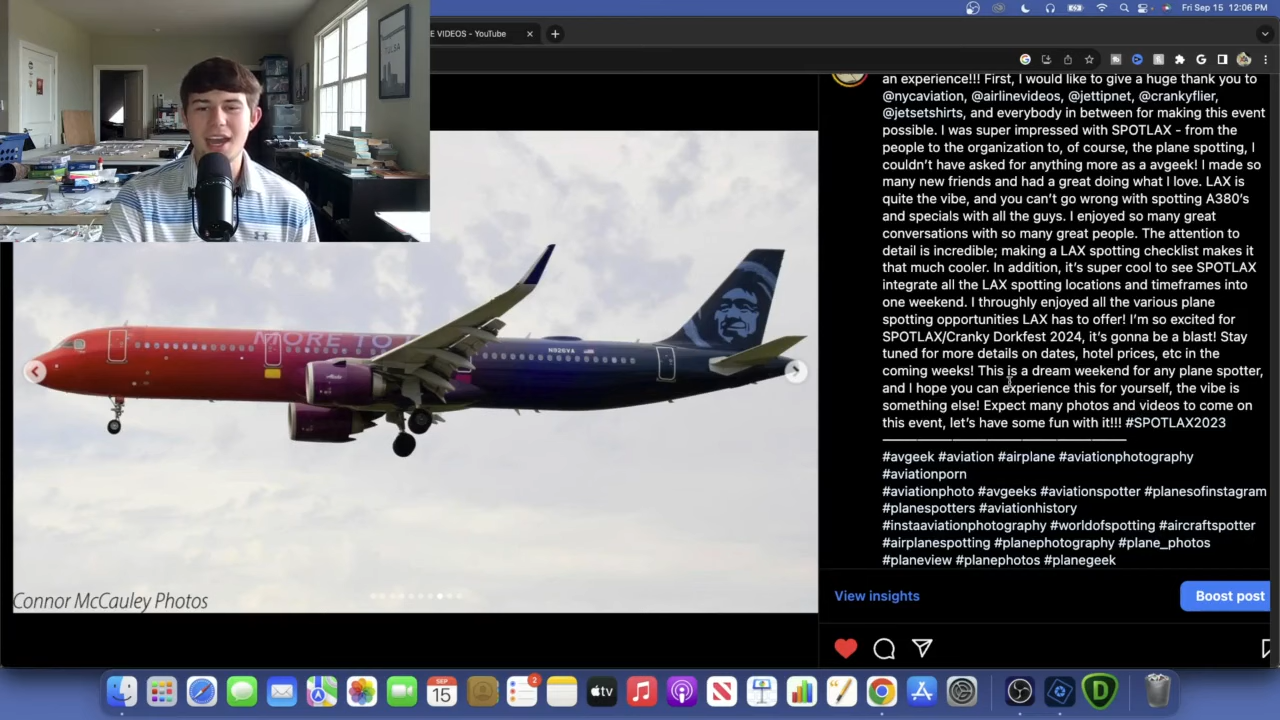 Fri Sep 15 12:06 PM
E VIDEOS - YouTube
TULSA
an experience!!! First, I would like to give a huge thank you to
@nycaviation, @airlinevideos, @jettipnet, @crankyflier,
@jetsetshirts, and everybody in between for making this event
possible. I was super impressed with SPOTLAX - from the
people to the organization to, of course, the plane spotting, I
couldn't have asked for anything more as a avgeek! I made so
many new friends and had a great doing what I love. LAX is
quite the vibe, and you can't go wrong with spotting A380's
and specials with all the guys. I enjoyed so many great
conversations with so many great people. The attention to
detail is incredible; making a LAX spotting checklist makes it
that much cooler. In addition, it's super cool to see SPOTLAX
integrate all the LAX spotting locations and timeframes into
one weekend. I throughly enjoyed all the various plane
spotting opportunities LAX has to offer! I'm so excited for
SPOTLAX/Cranky Dorkfest 2024, it's gonna be a blast! Stay
tuned for more details on dates, hotel prices, etc in the
coming weeks! This is a dream weekend for any plane spotter,
and I hope you can experience this for yourself, the vibe is
something else! Expect many photos and videos to come on
this event, let's have some fun with it!!! #SPOTLAX2023
#avgeek #aviation #airplane #aviationphotography
#aviationporn
#aviationphoto #avgeeks #aviationspotter #planesofinstagram
#planespotters #aviationhistory
#instaaviationphotography #worldofspotting #aircraftspotter
#airplanespotting #planephotography #plane_photos
#planeview #planephotos #planegeek
MORE TO
N926VA
Connor McCauley Photos
View insights
Boost post
SEP
15
2
tv
D